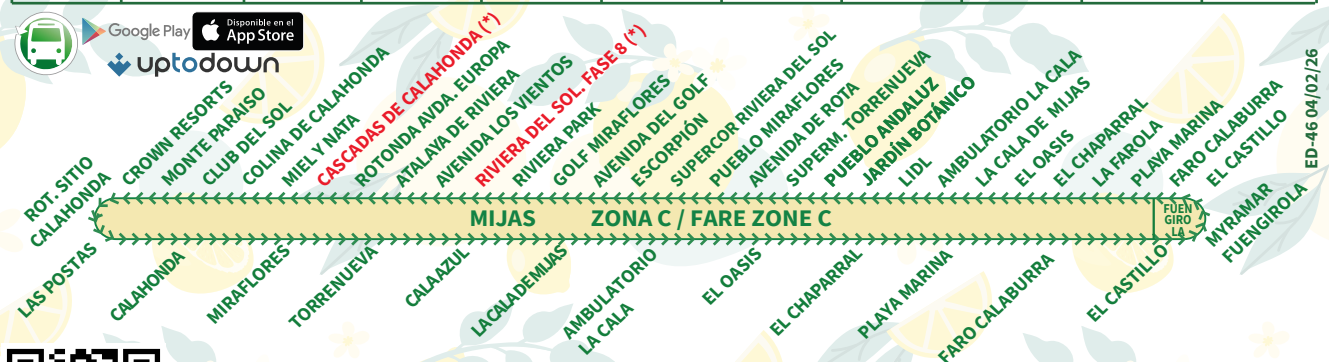 Google Play
Disponible en el
App Store
uptodown
ROT. SITIO
CALAHONDA
CROWN RESORTS
MONTE PARAISO
CLUB DEL SOL
COLINA DE CALAHONDA
MIEL Y NATA
CASCADAS DE CALAHONDA (*)
ROTONDA AVDA. EUROPA
ATALAYA DE RIVIERA
AVENIDA LOS VIENTOS
RIVIERA DEL SOL. FASE 8 (*)
RIVIERA PARK
GOLF MIRAFLORES
AVENIDA DEL GOLF
ESCORPIÓN
SUPERCOR RIVIERA DEL SOL
PUEBLO MIRAFLORES
AVENIDA DE ROTA
SUPERM. TORRENUEVA
PUEBLO ANDALUZ
JARDÍN BOTÁNICO
LIDL
AMBULATORIO LA CALA
LA CALA DE MIJAS
EL OASIS
EL CHAPARRAL
LA FAROLA
PLAYA MARINA
FARO CALABURRA
EL CASTILLO
ED-46 04/02/26
MIJAS ZONA C / FARE ZONE C
FUEN
GIRO
LA
MYRAMAR
FUENGIROLA
LAS POSTAS
CALAHONDA
MIRAFLORES
TORRENUEVA
CALAAZUL
LACALADEMIJAS
AMBULATORIO
LA CALA
EL OASIS
EL CHAPARRAL
PLAYA MARINA
FARO CALABURRA
EL CASTILLO